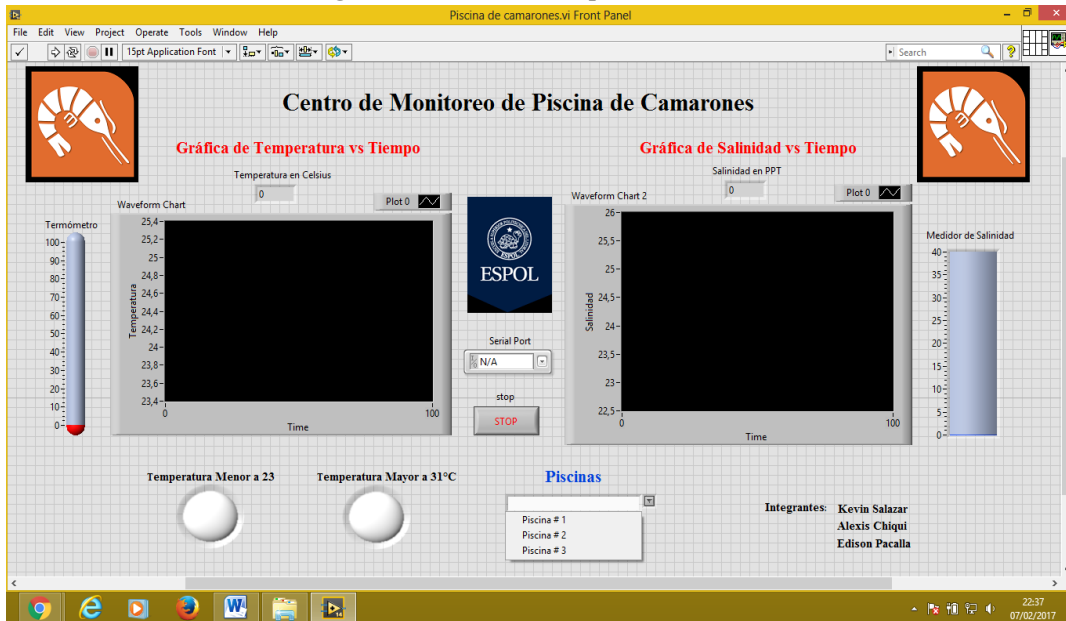 Piscina de camarones.vi Front Panel
File Edit View Project Operate Tools Window Help
15pt Application Font
Search
Centro de Monitoreo de Piscina de Camarones
Gráfica de Temperatura vs Tiempo
Gráfica de Salinidad vs Tiempo
Temperatura en Celsius
0
Salinidad en PPT
0
Waveform Chart
Plot 0
Waveform Chart 2
Plot 0
Termómetro
100
90
80
70
60
50
40
30
20
10
0
Temperatura
25,4
25,2
25
24,8
24,6
24,4
24,2
24
23,8
23,6
23,4
0
100
Time
ESPOL
Serial Port
N/A
stop
STOP
Salinidad
26
25,5
25
24,5
24
23,5
23
22,5
0
100
Time
Medidor de Salinidad
40
35
30
25
20
15
10
5
0
Temperatura Menor a 23
Temperatura Mayor a 31°C
Piscinas
Piscina # 1
Piscina # 2
Piscina # 3
Integrantes: Kevin Salazar
Alexis Chiqui
Edison Pacalla
22:37
07/02/2017